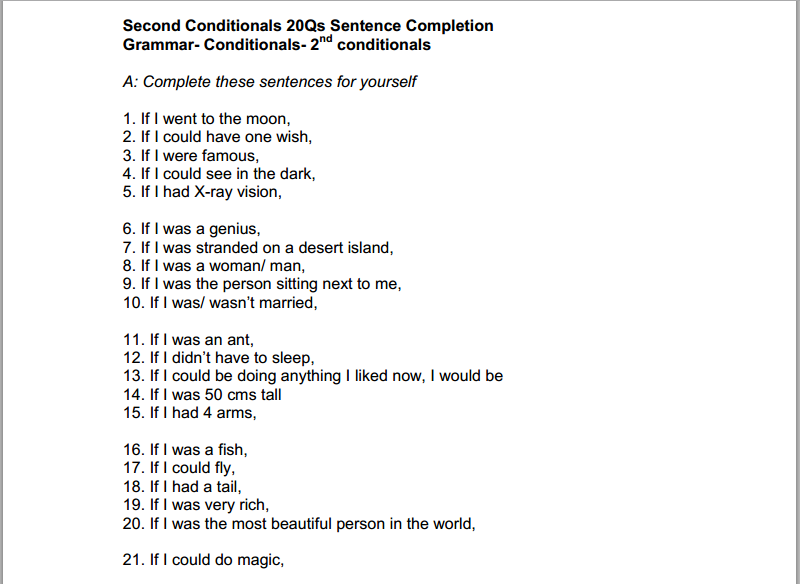 Second Conditionals 20Qs Sentence Completion
Grammar- Conditionals- 2nd conditionals
A: Complete these sentences for yourself
1. If I went to the moon,
2. If I could have one wish,
3. If I were famous,
4. If I could see in the dark,
5. If I had X-ray vision,
6. If I was a genius,
7. If I was stranded on a desert island,
8. If I was a woman/ man,
9. If I was the person sitting next to me,
10. If I was/ wasn’t married,
11. If I was an ant,
12. If I didn’t have to sleep,
13. If I could be doing anything I liked now, I would be
14. If I was 50 cms tall
15. If I had 4 arms,
16. If I was a fish,
17. If I could fly,
18. If I had a tail,
19. If I was very rich,
20. If I was the most beautiful person in the world,
21. If I could do magic,